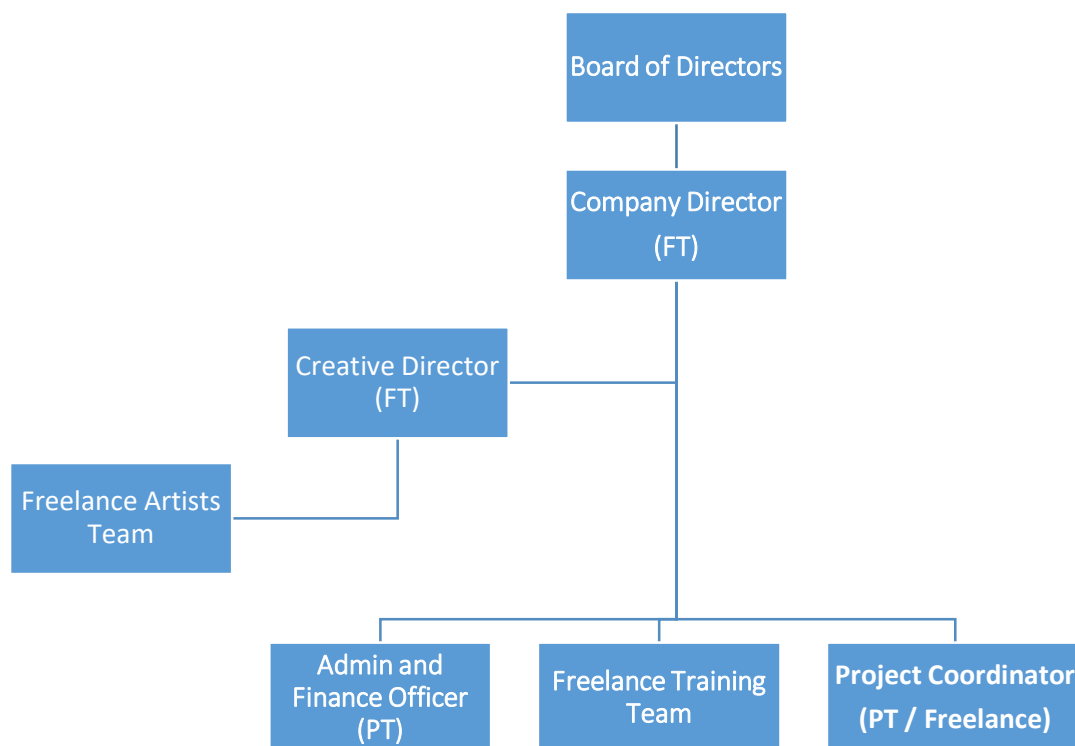 Board of Directors
Company Director
(FT)
Creative Director
(FT)
Freelance Artists
Team
Admin and
Finance Officer
(PT)
Freelance Training
Team
Project Coordinator
(PT / Freelance)